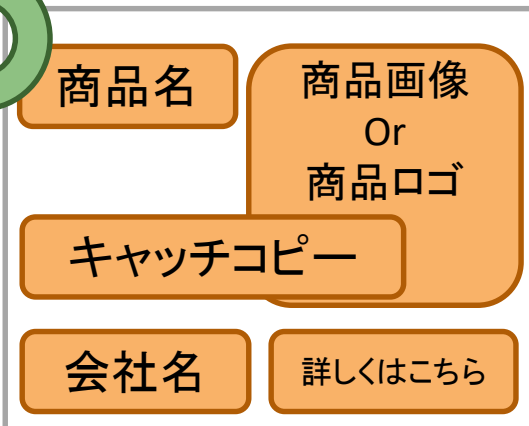 商品名
商品画像
Or
商品ロゴ
キャッチコピー
会社名
詳しくはこちら